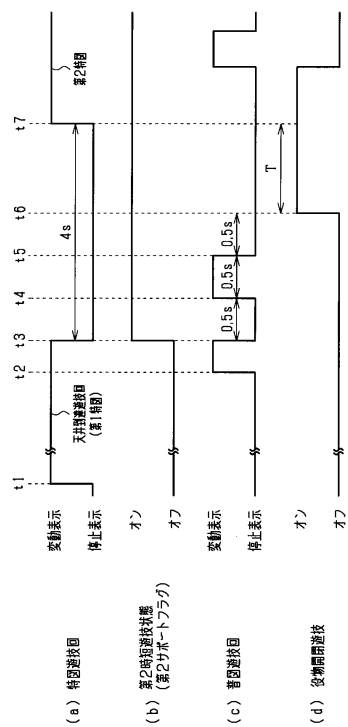 t1
t2
t3
t4
t5
t6
t7
(a) 特図遊技回
変動表示
停止表示
天井到達遊技回
(第1特図)
4s
第2特図
(b) 第2時短遊技状態
(第2サポートフラグ)
オン
オフ
(c) 普図遊技回
変動表示
停止表示
0.5s
0.5s
0.5s
(d) 役物開閉遊技
オン
オフ
T